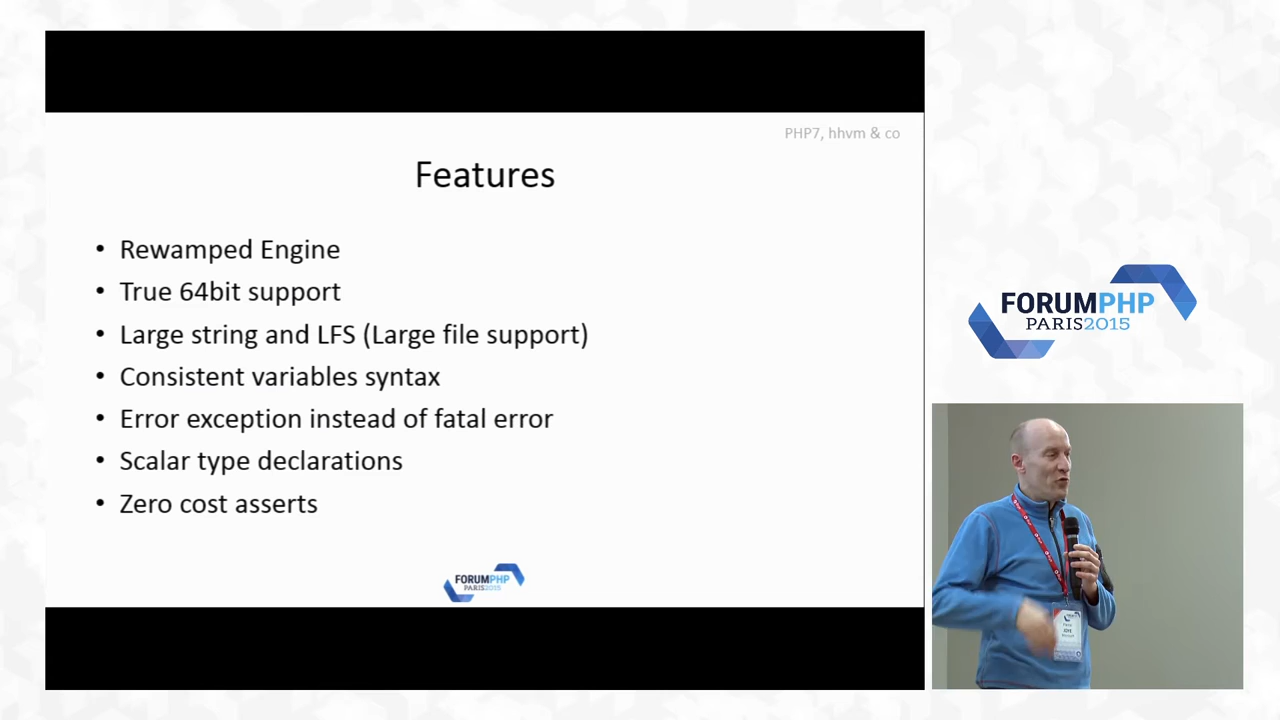 PHP7, hhvm & co
Features
• Rewamped Engine
• True 64bit support
• Large string and LFS (Large file support)
• Consistent variables syntax
• Error exception instead of fatal error
• Scalar type declarations
• Zero cost asserts
FORUMPHP
PARIS2015
FORUMPHP
PARIS2015
JOYE